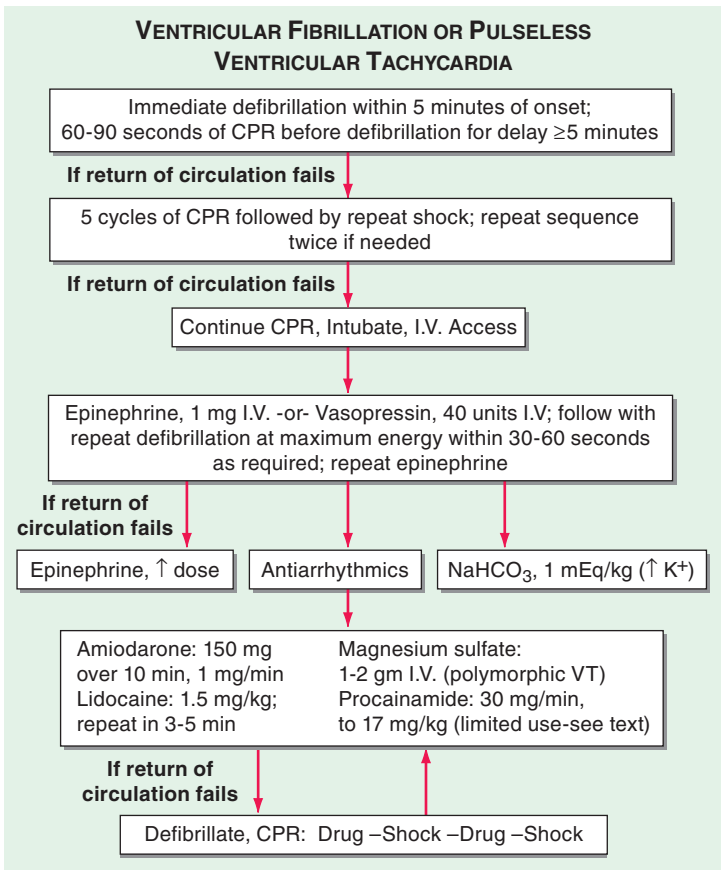 VENTRICULAR FIBRILLATION OR PULSELESS
VENTRICULAR TACHYCARDIA
Immediate defibrillation within 5 minutes of onset;
60-90 seconds of CPR before defibrillation for delay ≥5 minutes
If return of circulation fails
5 cycles of CPR followed by repeat shock; repeat sequence
twice if needed
If return of circulation fails
Continue CPR, Intubate, I.V. Access
Epinephrine, 1 mg I.V. -or- Vasopressin, 40 units I.V; follow with
repeat defibrillation at maximum energy within 30-60 seconds
as required; repeat epinephrine
If return of
circulation fails
Epinephrine, ↑ dose
Antiarrhythmics
NaHCO₃, 1 mEq/kg (↑ K⁺)
Amiodarone: 150 mg
over 10 min, 1 mg/min
Lidocaine: 1.5 mg/kg;
repeat in 3-5 min
Magnesium sulfate:
1-2 gm I.V. (polymorphic VT)
Procainamide: 30 mg/min,
to 17 mg/kg (limited use-see text)
If return of
circulation fails
Defibrillate, CPR: Drug –Shock –Drug –Shock